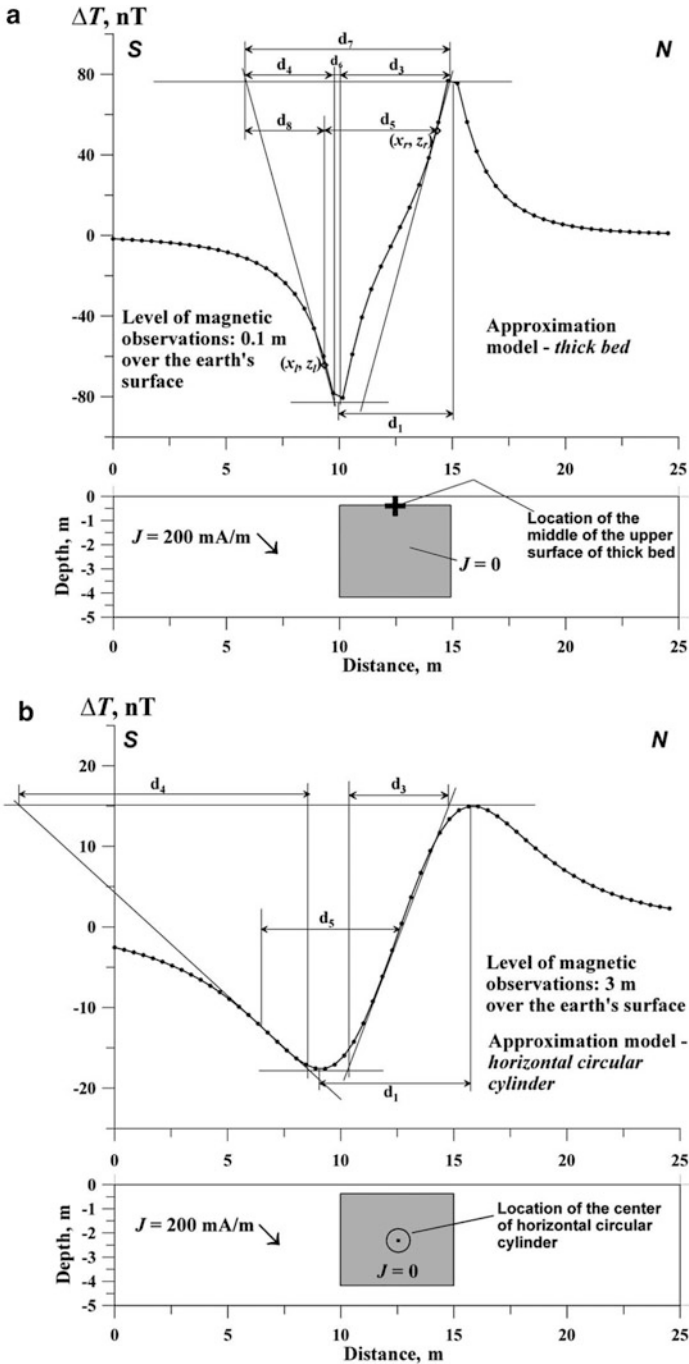 a
ΔT, nT
S
N
d7
d4
d6
d3
d8
d5
(xr, zr)
80
40
0
-40
-80
Level of magnetic
observations: 0.1 m
over the earth's
surface
(xl, zl)
Approximation
model - thick bed
d1
0
5
10
15
20
25
Depth, m
0
-1
-2
-3
-4
-5
J = 200 mA/m
J = 0
Location of the
middle of the upper
surface of thick bed
0
5
10
15
20
25
Distance, m
b
ΔT, nT
S
N
d4
d3
d5
20
10
0
-10
-20
Level of magnetic
observations: 3 m
over the earth's surface
Approximation model -
horizontal circular
cylinder
d1
0
5
10
15
20
25
Depth, m
0
-1
-2
-3
-4
-5
J = 200 mA/m
J = 0
Location of the center
of horizontal circular
cylinder
0
5
10
15
20
25
Distance, m